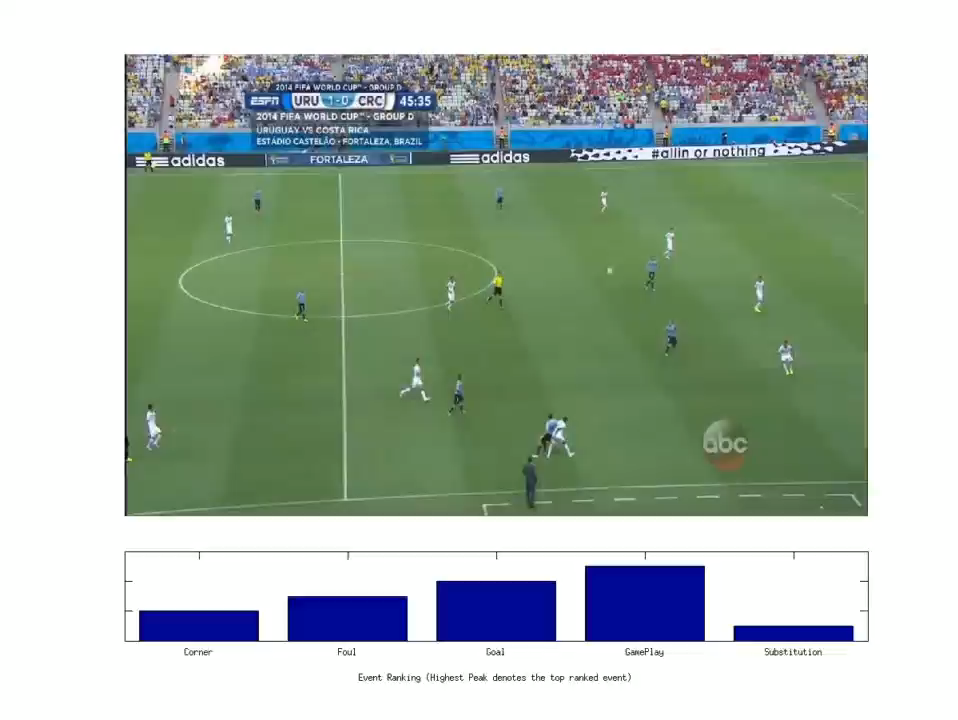 2014 FIFA WORLD CUP™ - GROUP D
ESPN URU 1-0 CRC 45:35
2014 FIFA WORLD CUP™ - GROUP D
URUGUAY VS COSTA RICA
ESTÁDIO CASTELÃO - FORTALEZA, BRAZIL
adidas FORTALEZA adidas #allin or nothing
abc
Corner Foul Goal GamePlay Substitution
Event Ranking (Highest Peak denotes the top ranked event)